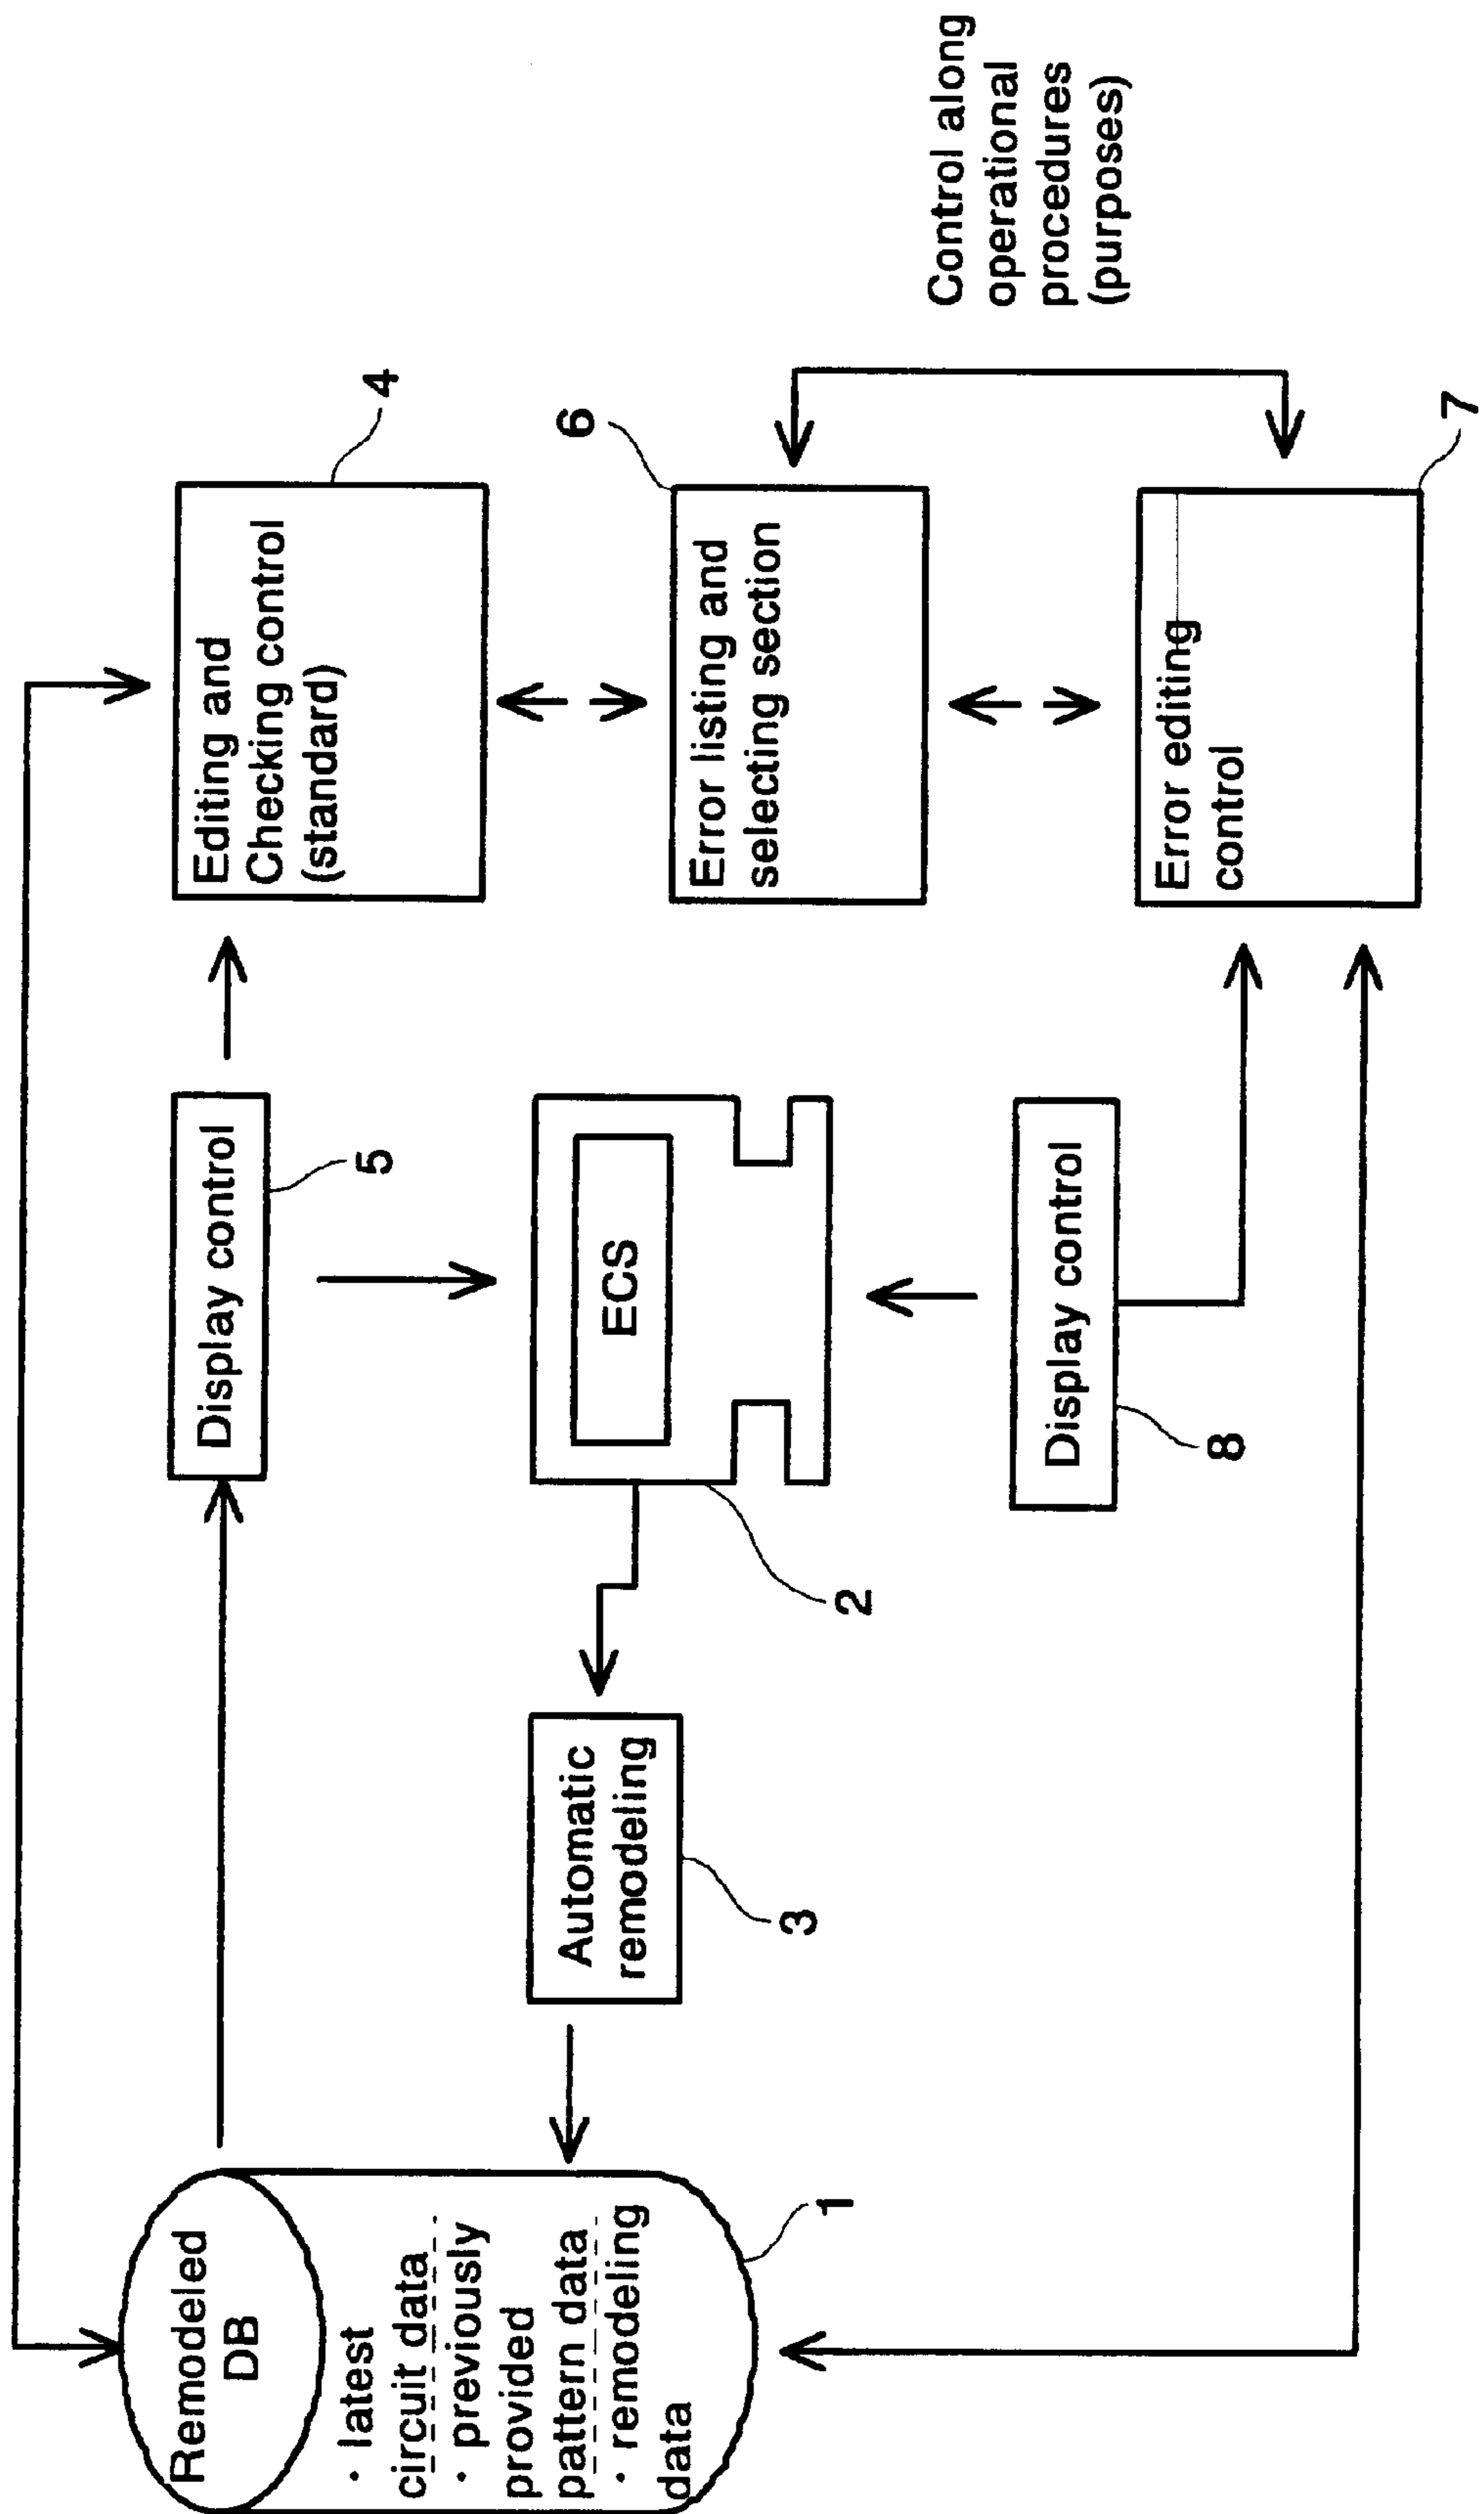 Remodeled
DB
· latest
circuit data
· previously
provided
pattern data
· remodeling
data
1
Automatic
remodeling
3
Display control
5
ECS
2
Display control
8
Editing and
Checking control
(standard)
4
Error listing and
selecting section
6
Error editing
control
7
Control along
operational
procedures
(purposes)